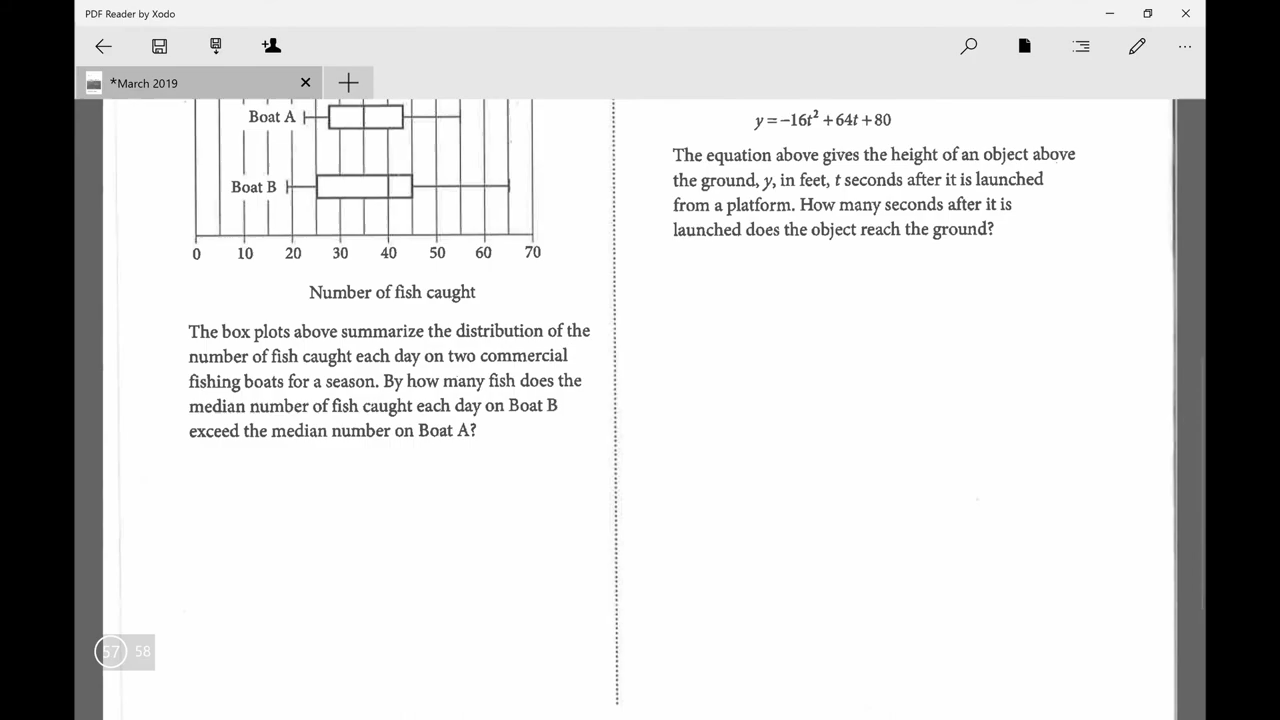 PDF Reader by Xodo
*March 2019
Boat A
Boat B
0 10 20 30 40 50 60 70
Number of fish caught
The box plots above summarize the distribution of the
number of fish caught each day on two commercial
fishing boats for a season. By how many fish does the
median number of fish caught each day on Boat B
exceed the median number on Boat A?
y = −16t² + 64t + 80
The equation above gives the height of an object above
the ground, y, in feet, t seconds after it is launched
from a platform. How many seconds after it is
launched does the object reach the ground?
57 58